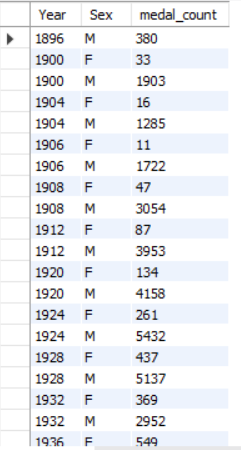 Year Sex medal_count
1896 M 380
1900 F 33
1900 M 1903
1904 F 16
1904 M 1285
1906 F 11
1906 M 1722
1908 F 47
1908 M 3054
1912 F 87
1912 M 3953
1920 F 134
1920 M 4158
1924 F 261
1924 M 5432
1928 F 437
1928 M 5137
1932 F 369
1932 M 2952
1936 F 549